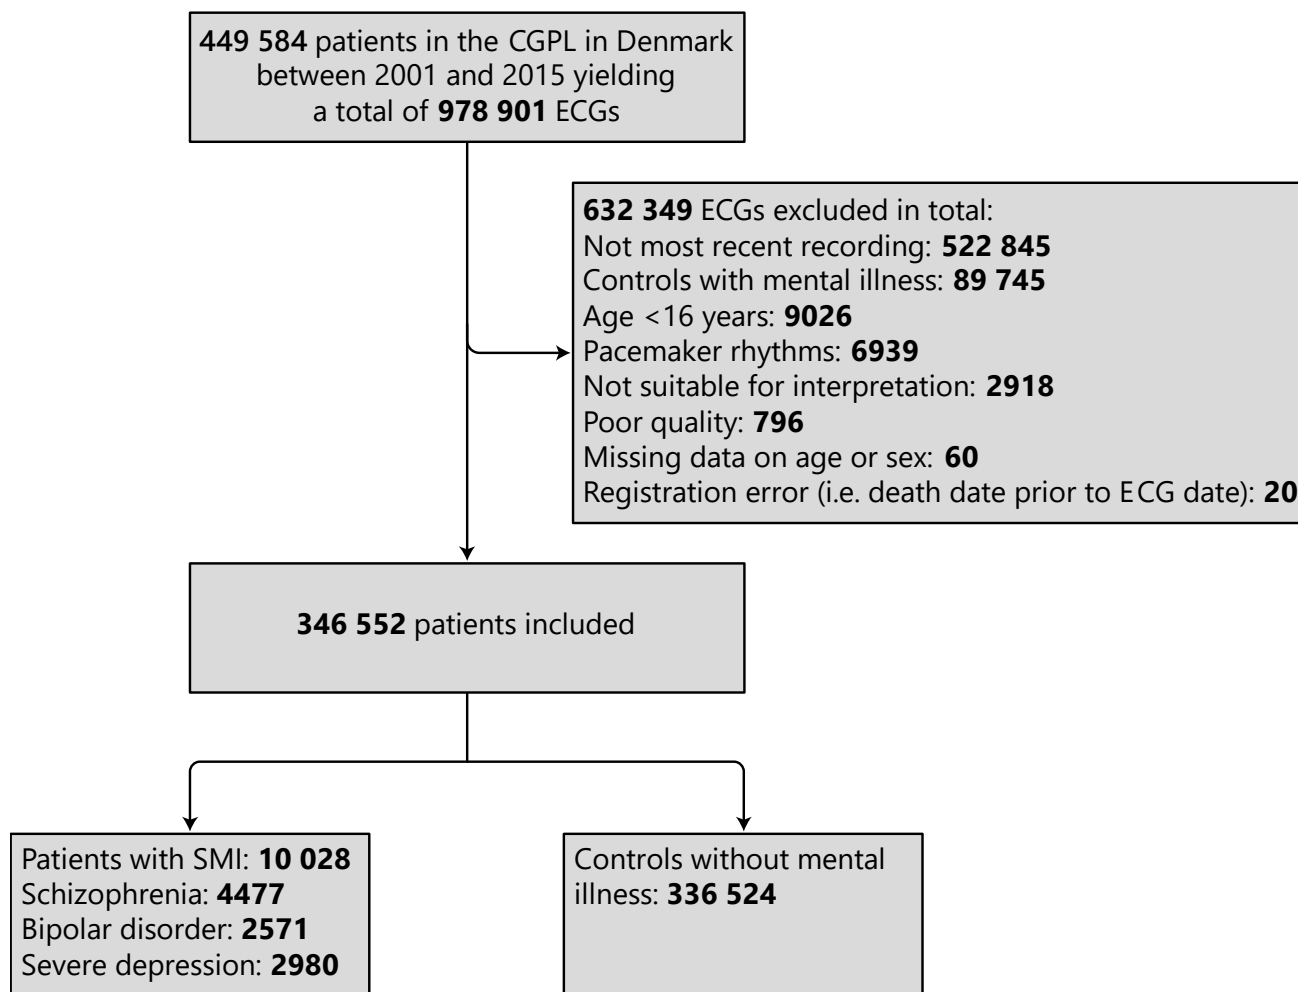 449 584 patients in the CGPL in Denmark
between 2001 and 2015 yielding
a total of 978 901 ECGs
632 349 ECGs excluded in total:
Not most recent recording: 522 845
Controls with mental illness: 89 745
Age <16 years: 9026
Pacemaker rhythms: 6939
Not suitable for interpretation: 2918
Poor quality: 796
Missing data on age or sex: 60
Registration error (i.e. death date prior to ECG date): 20
346 552 patients included
Patients with SMI: 10 028
Schizophrenia: 4477
Bipolar disorder: 2571
Severe depression: 2980
Controls without mental
illness: 336 524